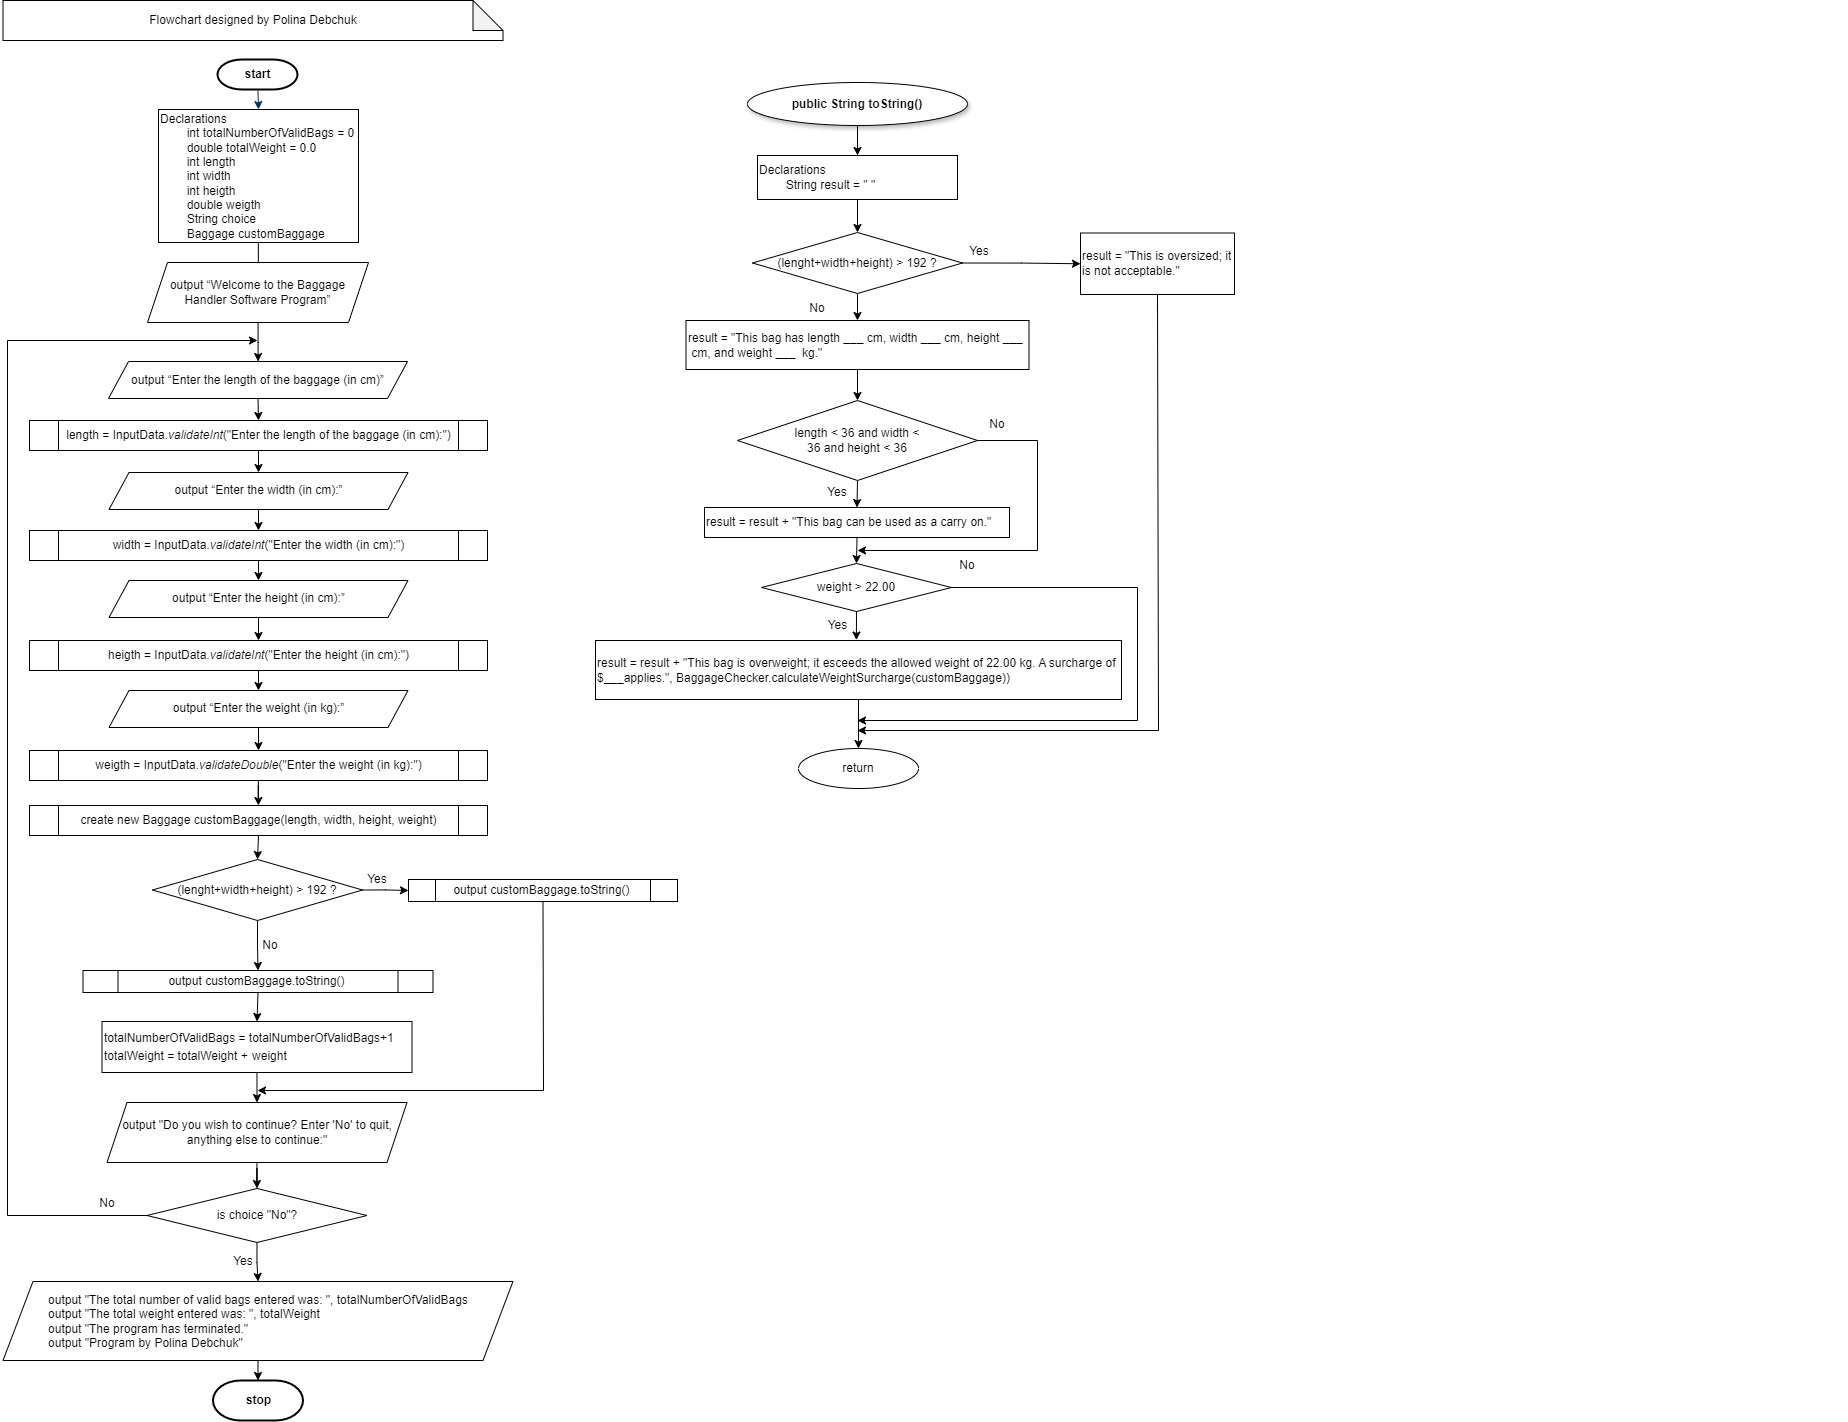 Flowchart designed by Polina Debchuk
start
Declarations
int totalNumberOfValidBags = 0
double totalWeight = 0.0
int length
int width
int heigth
double weigth
String choice
Baggage customBaggage
output “Welcome to the Baggage
Handler Software Program”
output “Enter the length of the baggage (in cm)”
length = InputData.validateInt("Enter the length of the baggage (in cm):")
output “Enter the width (in cm):”
width = InputData.validateInt("Enter the width (in cm):")
output “Enter the height (in cm):”
heigth = InputData.validateInt("Enter the height (in cm):")
output “Enter the weight (in kg):”
weigth = InputData.validateDouble("Enter the weight (in kg):")
create new Baggage customBaggage(length, width, height, weight)
(lenght+width+height) > 192 ?
Yes
output customBaggage.toString()
No
output customBaggage.toString()
totalNumberOfValidBags = totalNumberOfValidBags+1
totalWeight = totalWeight + weight
output "Do you wish to continue? Enter 'No' to quit,
anything else to continue:"
No
is choice "No"?
Yes
output "The total number of valid bags entered was: ", totalNumberOfValidBags
output "The total weight entered was: ", totalWeight
output "The program has terminated."
output "Program by Polina Debchuk"
stop
public String toString()
Declarations
String result = " "
(lenght+width+height) > 192 ?
Yes
result = "This is oversized; it
is not acceptable."
No
result = "This bag has length ___ cm, width ___ cm, height ___
cm, and weight ___ kg."
length < 36 and width <
36 and height < 36
No
Yes
result = result + "This bag can be used as a carry on."
No
weight > 22.00
Yes
result = result + "This bag is overweight; it esceeds the allowed weight of 22.00 kg. A surcharge of
$___applies.", BaggageChecker.calculateWeightSurcharge(customBaggage))
return